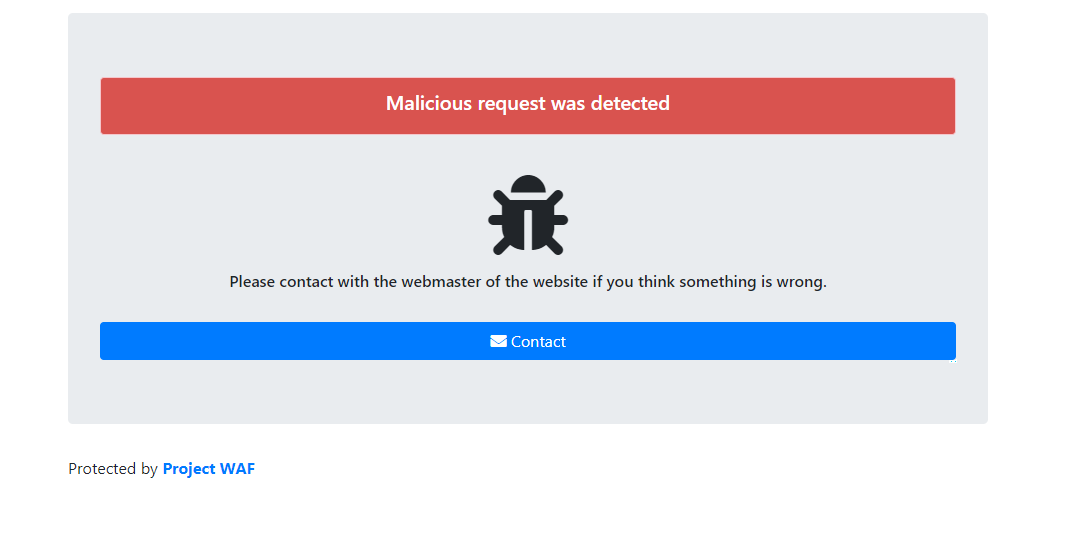 Malicious request was detected
Please contact with the webmaster of the website if you think something is wrong.
Contact
Protected by Project WAF